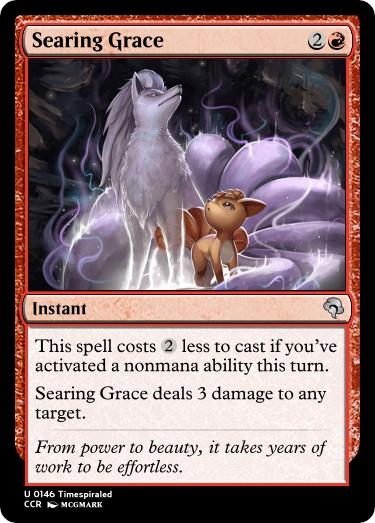 Searing Grace 2
Instant
This spell costs 2 less to cast if you've
activated a nonmana ability this turn.
Searing Grace deals 3 damage to any
target.
From power to beauty, it takes years of
work to be effortless.
U 0146 Timespiraled
CCR MCGMARK